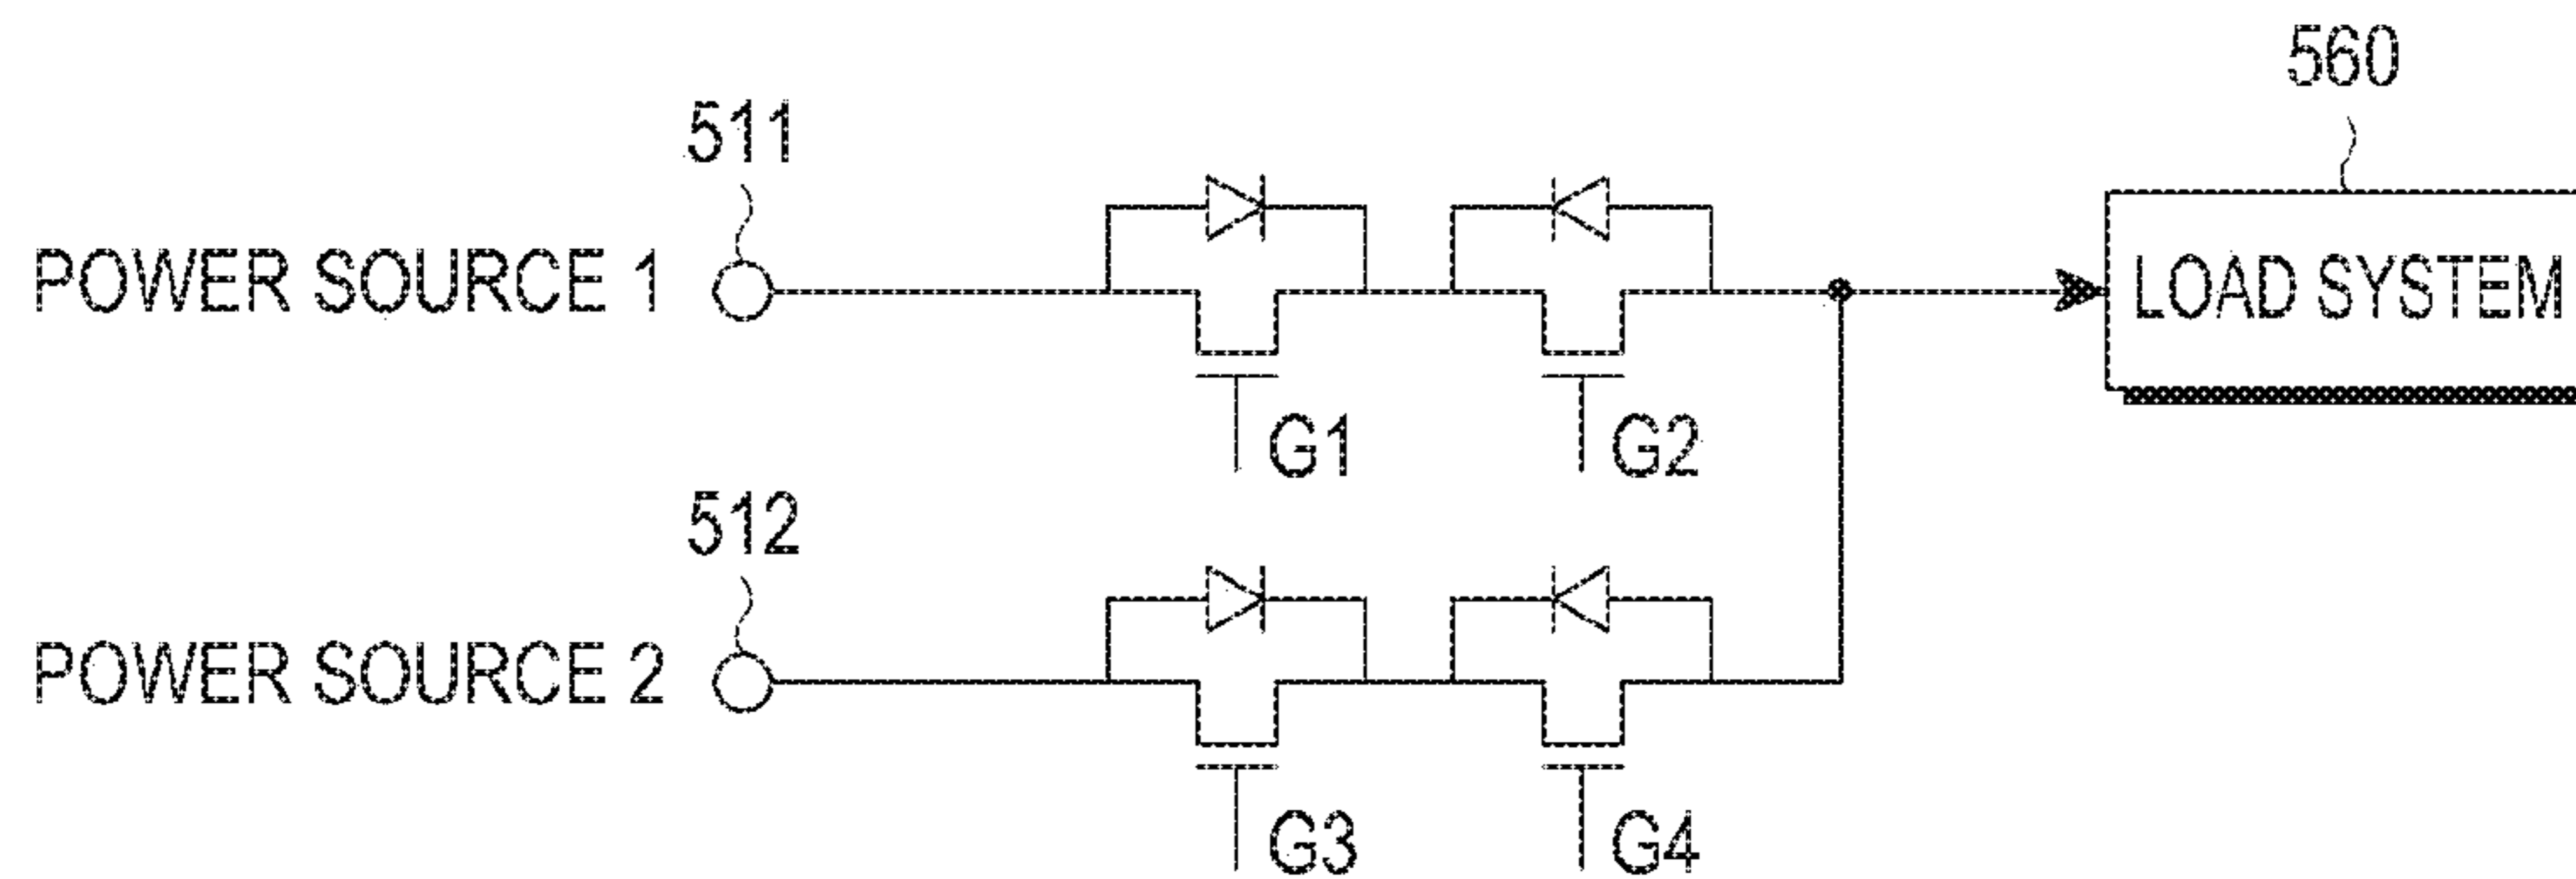 560
511
POWER SOURCE 1
LOAD SYSTEM
G1
G2
512
POWER SOURCE 2
G3
G4